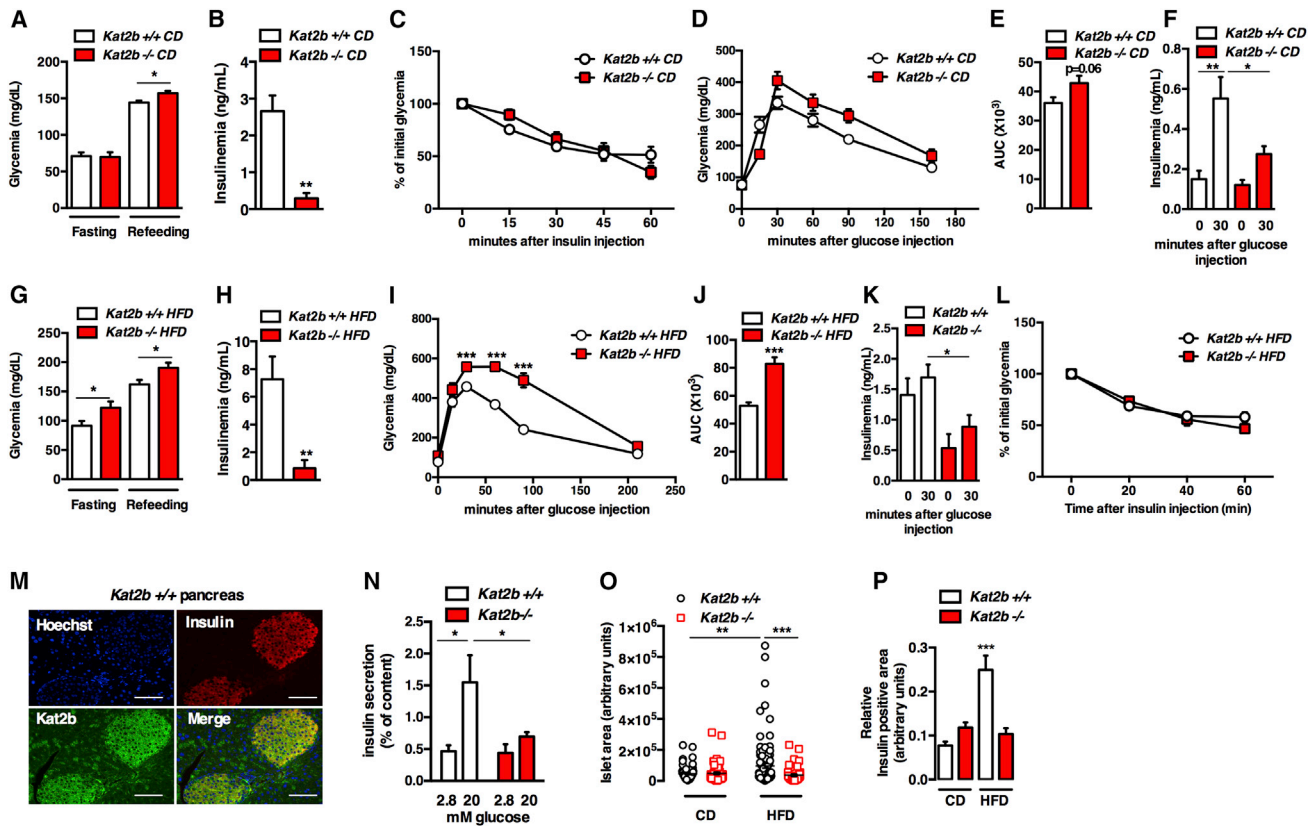 A
Kat2b +/+ CD
Kat2b -/- CD
Glycemia (mg/dL)
200
150
100
50
0
*
Fasting
Refeeding
B
Kat2b +/+ CD
Kat2b -/- CD
Insulinemia (ng/mL)
4
3
2
1
0
**
C
Kat2b +/+ CD
Kat2b -/- CD
% of initial glycemia
150
100
50
0
0 15 30 45 60
minutes after insulin injection
D
Kat2b +/+ CD
Kat2b -/- CD
Glycemia (mg/dL)
500
400
300
200
100
0
0 30 60 90 120 150 180
minutes after glucose injection
E
Kat2b +/+ CD
Kat2b -/- CD
p=0.06
AUC (X10³)
50
40
30
20
10
0
F
Kat2b +/+ CD
Kat2b -/- CD
Insulinemia (ng/mL)
0.8
0.6
0.4
0.2
0.0
** *
0 30 0 30
minutes after glucose
injection
G
Kat2b +/+ HFD
Kat2b -/- HFD
Glycemia (mg/dL)
250
200
150
100
50
0
* *
Fasting
Refeeding
H
Kat2b +/+ HFD
Kat2b -/- HFD
Insulinemia (ng/mL)
10.0
7.5
5.0
2.5
0.0
**
I
Kat2b +/+ HFD
Kat2b -/- HFD
Glycemia (mg/dL)
800
600
400
200
0
*** *** ***
0 50 100 150 200 250
minutes after glucose injection
J
Kat2b +/+ HFD
Kat2b -/- HFD
AUC (X10³)
100
80
60
40
20
0
***
K
Kat2b +/+
Kat2b -/-
Insulinemia (ng/mL)
2.0
1.5
1.0
0.5
0.0
*
0 30 0 30
minutes after glucose
injection
L
Kat2b +/+ HFD
Kat2b -/- HFD
% of initial glycemia
150
100
50
0
0 20 40 60
Time after insulin injection (min)
M
Kat2b +/+ pancreas
Hoechst
Insulin
Kat2b
Merge
N
Kat2b +/+
Kat2b-/-
insulin secretion
(% of content)
2.5
2.0
1.5
1.0
0.5
0.0
* *
2.8 20 2.8 20
mM glucose
O
Kat2b +/+
Kat2b -/-
Islet area (arbitrary units)
1×10⁶
8×10⁵
6×10⁵
4×10⁵
2×10⁵
0
** ***
CD
HFD
P
Kat2b +/+
Kat2b -/-
Relative
Insulin positive area
(arbitrary units)
0.3
0.2
0.1
0.0
***
CD HFD